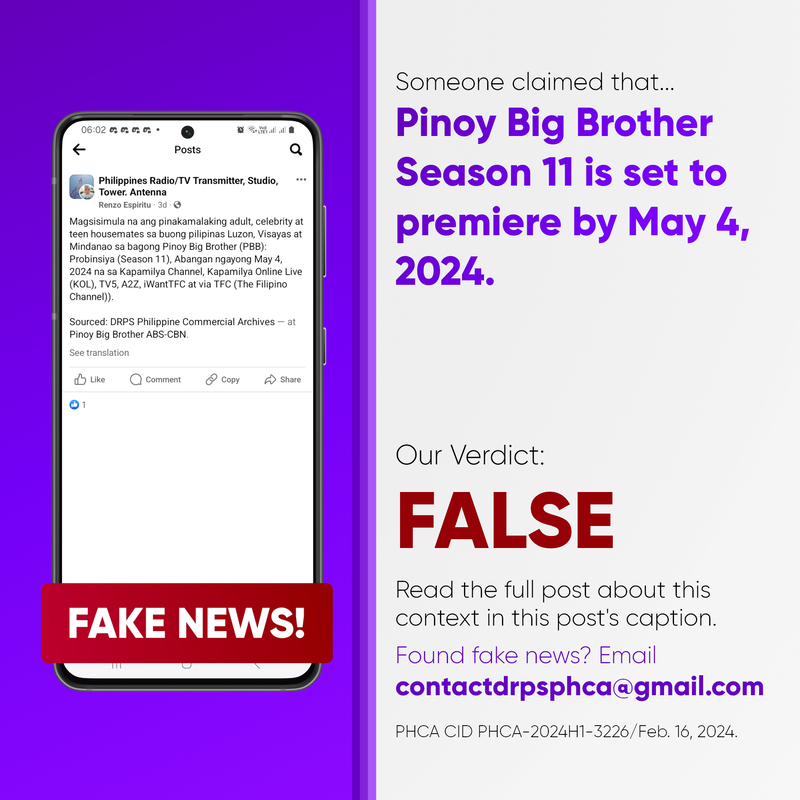 06:02
VoD LTE1
Posts
Philippines Radio/TV Transmitter, Studio,
Tower. Antenna
Renzo Espiritu · 3d ·
Magsisimula na ang pinakamalaking adult, celebrity at
teen housemates sa buong pilipinas Luzon, Visayas at
Mindanao sa bagong Pinoy Big Brother (PBB):
Probinsiya (Season 11), Abangan ngayong May 4,
2024 na sa Kapamilya Channel, Kapamilya Online Live
(KOL), TV5, A2Z, iWantTFC at via TFC (The Filipino
Channel)).
Sourced: DRPS Philippine Commercial Archives — at
Pinoy Big Brother ABS-CBN.
See translation
Like Comment Copy Share
1
FAKE NEWS!
Someone claimed that...
Pinoy Big Brother
Season 11 is set to
premiere by May 4,
2024.
Our Verdict:
FALSE
Read the full post about this
context in this post's caption.
Found fake news? Email
contactdrpsphca@gmail.com
PHCA CID PHCA-2024H1-3226/Feb. 16, 2024.